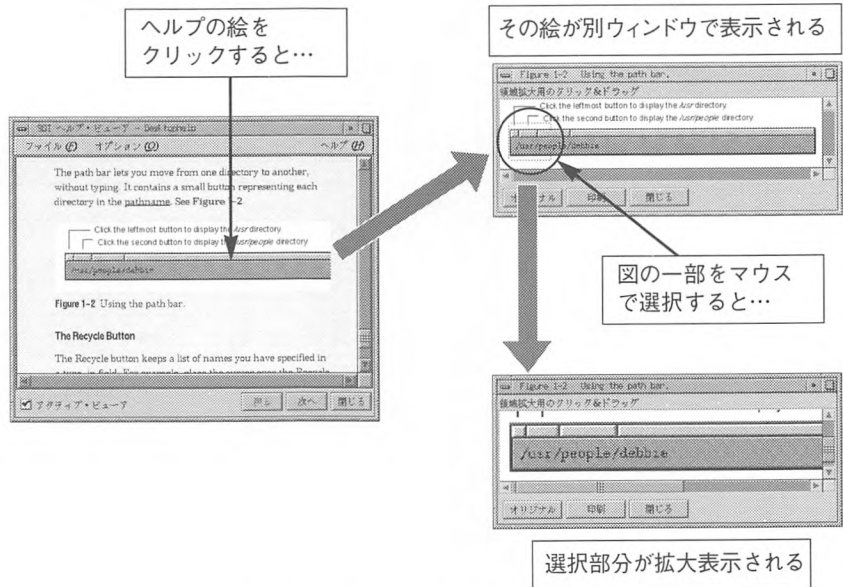 ヘルプの絵を
クリックすると…
SGI ヘルプ・ビューア - Desktophelp
ファイル(F) オプション(O) ヘルプ(H)
The path bar lets you move from one directory to another,
without typing. It contains a small button representing each
directory in the pathname. See Figure 1-2
Click the leftmost button to display the /usr directory
Click the second button to display the /usr/people directory
/usr/people/debbie
Figure 1-2 Using the path bar.
The Recycle Button
The Recycle button keeps a list of names you have specified in
アクティブ・ビューア 戻る 次へ 閉じる
その絵が別ウィンドウで表示される
Figure 1-2 Using the path bar.
領域拡大用のクリック&ドラッグ
Click the leftmost button to display the /usr directory.
Click the second button to display the /usr/people directory
/usr/people/debbie
オリジナル 印刷 閉じる
図の一部をマウス
で選択すると…
Figure 1-2 Using the path bar.
領域拡大用のクリック&ドラッグ
/usr/people/debbie
オリジナル 印刷 閉じる
選択部分が拡大表示される